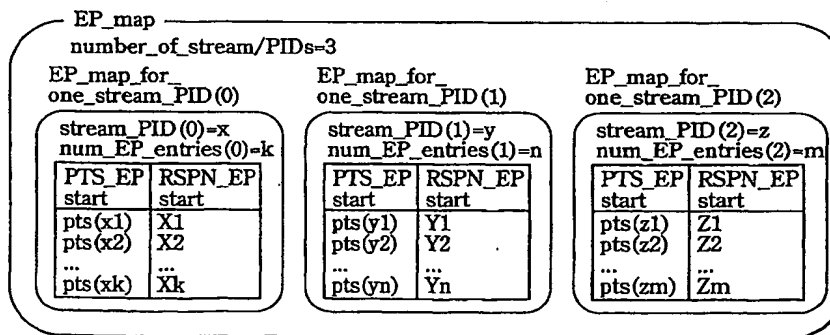 EP_map
number_of_stream/PIDs=3
EP_map_for_
one_stream_PID(0)
stream_PID(0)=x
num_EP_entries(0)=k
PTS_EP RSPN_EP
start start
pts(x1) X1
pts(x2) X2
... ...
pts(xk) Xk
EP_map_for_
one_stream_PID(1)
stream_PID(1)=y
num_EP_entries(1)=n
PTS_EP RSPN_EP
start start
pts(y1) Y1
pts(y2) Y2
... ...
pts(yn) Yn
EP_map_for_
one_stream_PID(2)
stream_PID(2)=z
num_EP_entries(2)=m
PTS_EP RSPN_EP
start start
pts(z1) Z1
pts(z2) Z2
... ...
pts(zm) Zm